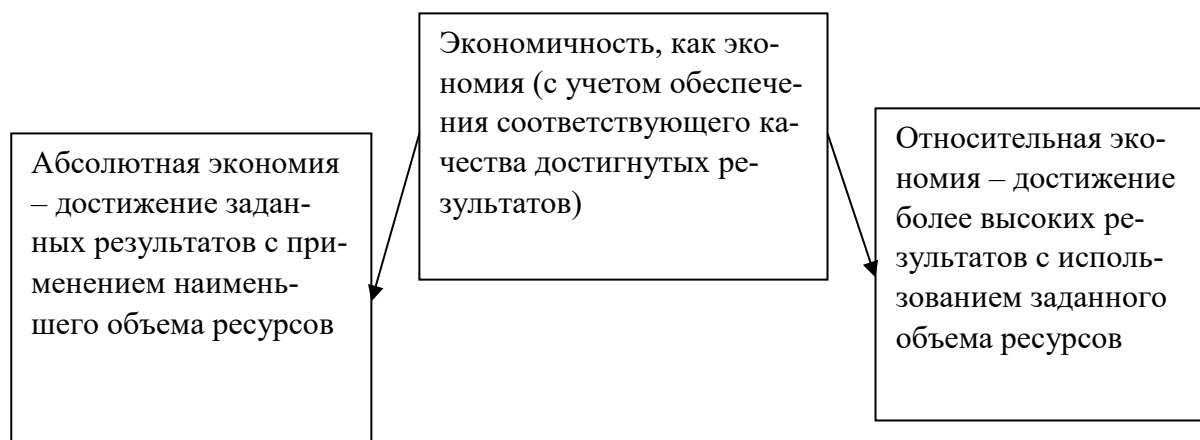 Экономичность, как эко-
номия (с учетом обеспече-
ния соответствующего ка-
чества достигнутых ре-
зультатов)
Абсолютная экономия
– достижение задан-
ных результатов с при-
менением наимень-
шего объема ресурсов
Относительная эко-
номия – достижение
более высоких ре-
зультатов с исполь-
зованием заданного
объема ресурсов